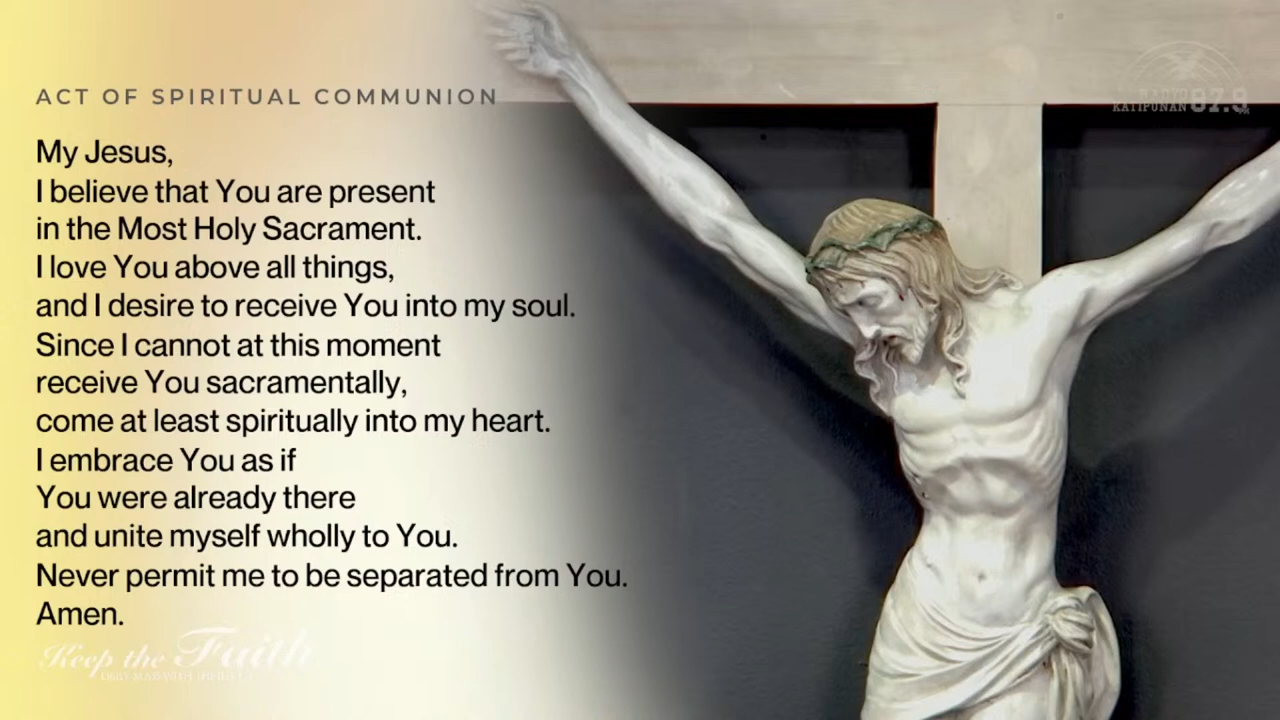 ACT OF SPIRITUAL COMMUNION
My Jesus,
I believe that You are present
in the Most Holy Sacrament.
I love You above all things,
and I desire to receive You into my soul.
Since I cannot at this moment
receive You sacramentally,
come at least spiritually into my heart.
I embrace You as if
You were already there
and unite myself wholly to You.
Never permit me to be separated from You.
Amen.
Keep the Faith
RADYO
KATIPUNAN 87.9